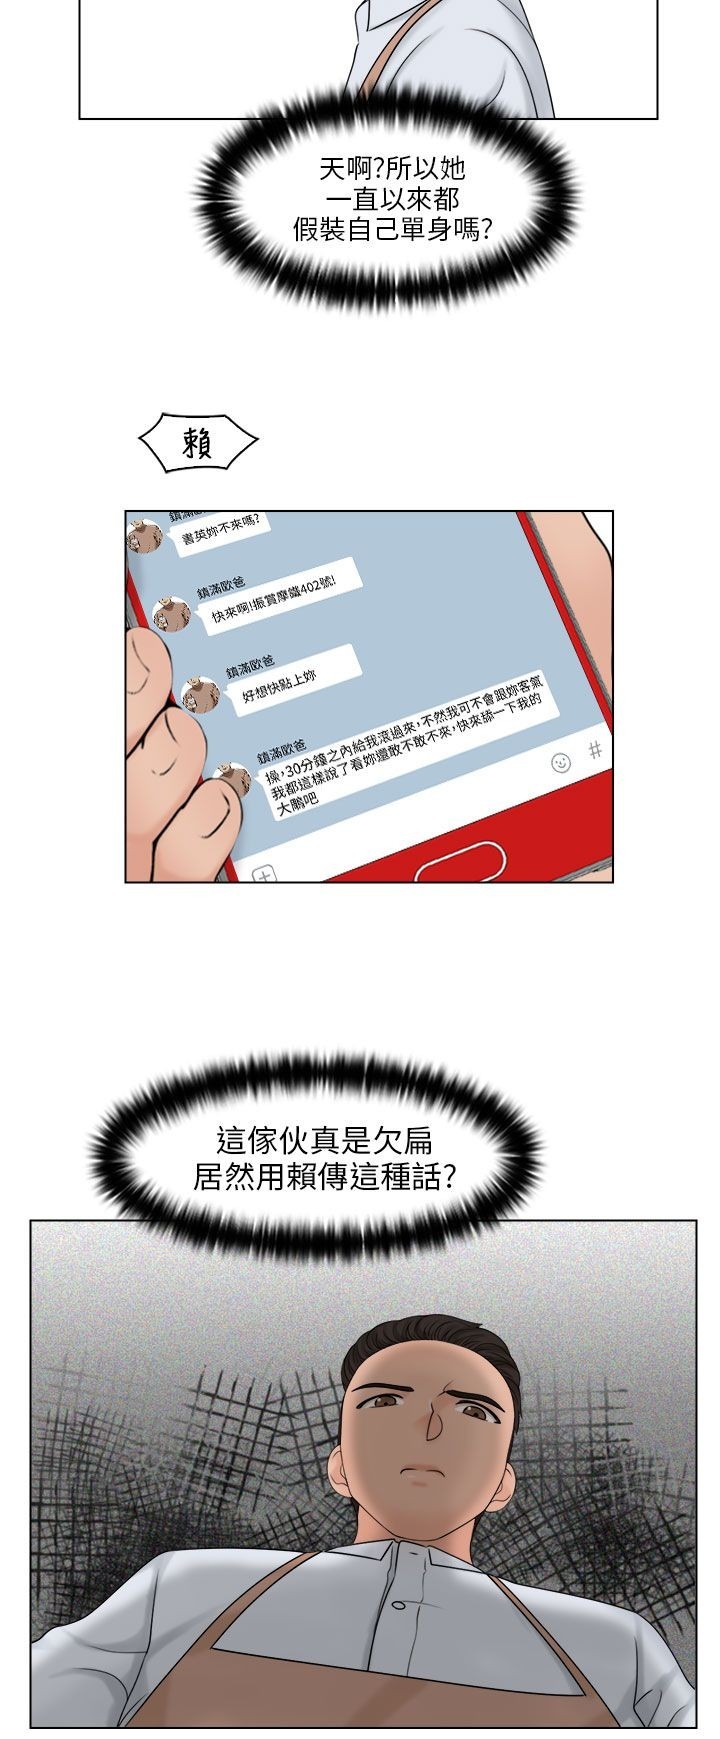 天啊?所以她
一直以來都
假裝自己單身嗎?
賴
鎮滿歐爸
書英妳不來嗎?
鎮滿歐爸
快來啊!振賞摩鐵402號!
鎮滿歐爸
好想快點上妳
鎮滿歐爸
操,30分鐘之內給我滾過來,不然我可不會跟妳客氣
我都這樣說了看妳還敢不敢不來,快來舔一下我的
大鵰吧
#
這傢伙真是欠扁
居然用賴傳這種話?